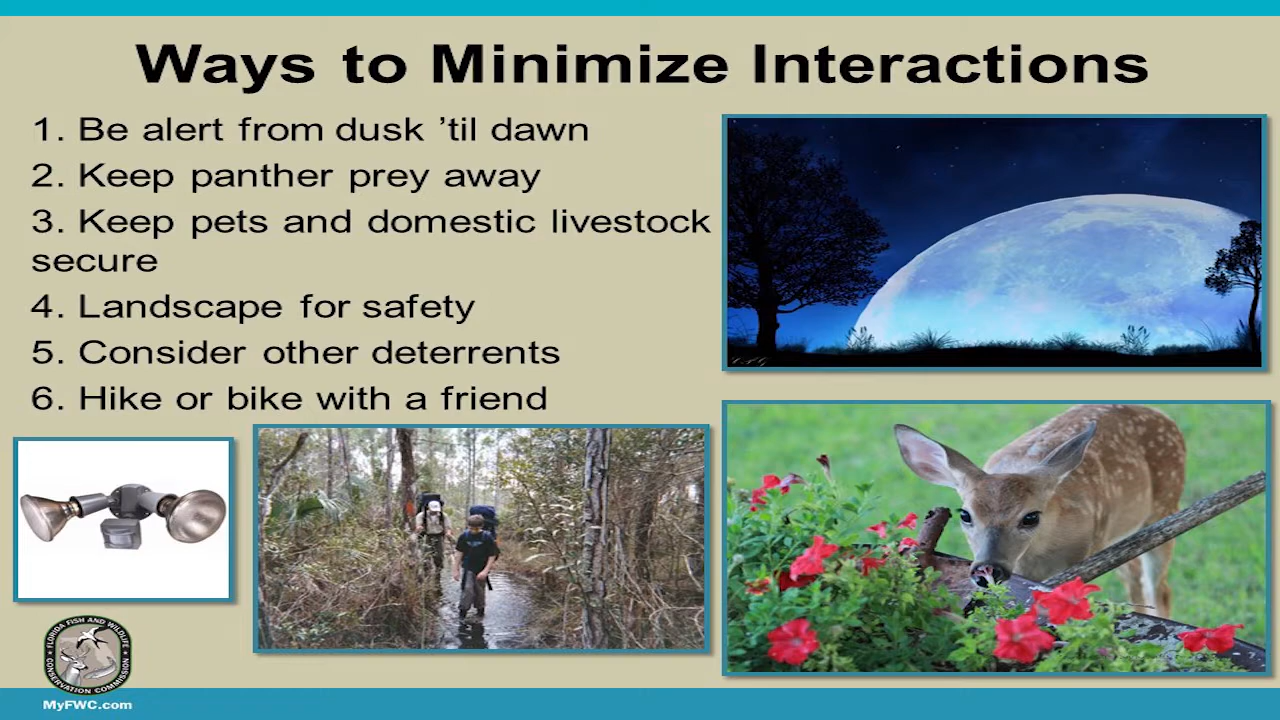 Ways to Minimize Interactions
1. Be alert from dusk ’til dawn
2. Keep panther prey away
3. Keep pets and domestic livestock
secure
4. Landscape for safety
5. Consider other deterrents
6. Hike or bike with a friend
FLORIDA FISH AND WILDLIFE
CONSERVATION COMMISSION
MyFWC.com